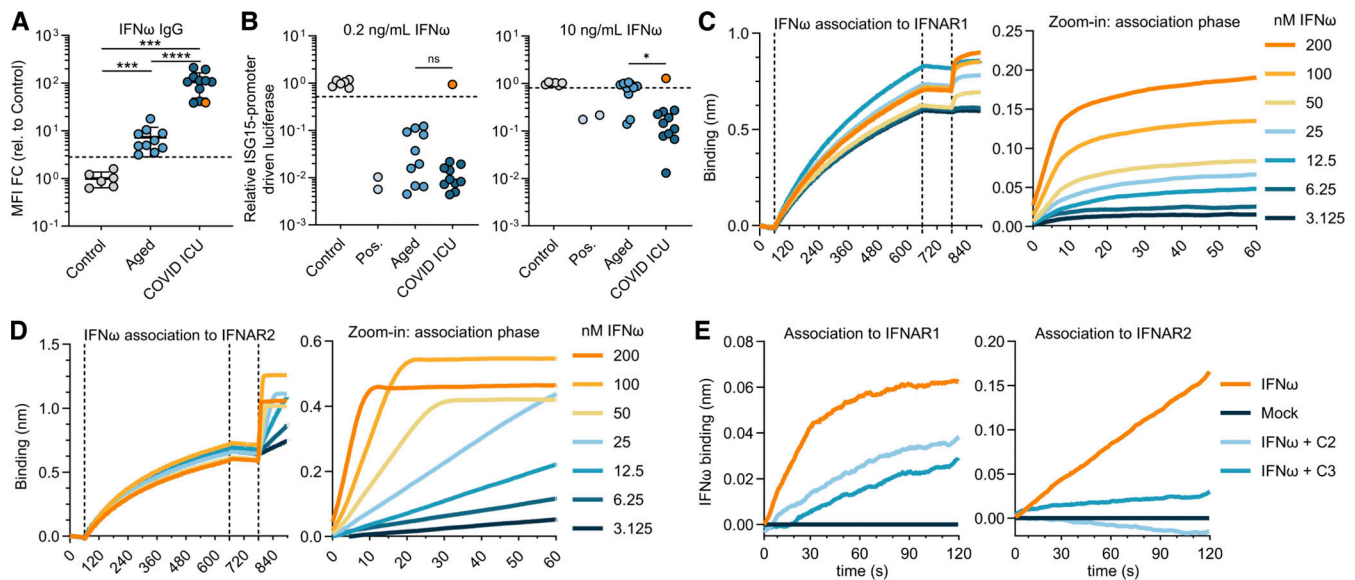 A
IFNω IgG
MFI FC (rel. to Control)
10³
10²
10¹
10⁰
10⁻¹
***
***
****
Control
Aged
COVID ICU
B
0.2 ng/mL IFNω
Relative ISG15-promoter
driven luciferase
10¹
10⁰
10⁻¹
10⁻²
10⁻³
ns
Control
Pos.
Aged
COVID ICU
10 ng/mL IFNω
10¹
10⁰
10⁻¹
10⁻²
10⁻³
*
Control
Pos.
Aged
COVID ICU
C
IFNω association to IFNAR1
Binding (nm)
1.0
0.5
0.0
0
120
240
360
480
600
720
840
Zoom-in: association phase
0.25
0.20
0.15
0.10
0.05
0.00
0
10
20
30
40
50
60
nM IFNω
200
100
50
25
12.5
6.25
3.125
D
IFNω association to IFNAR2
Binding (nm)
1.5
1.0
0.5
0.0
0
120
240
360
480
600
720
840
Zoom-in: association phase
0.6
0.4
0.2
0.0
0
10
20
30
40
50
60
nM IFNω
200
100
50
25
12.5
6.25
3.125
E
Association to IFNAR1
IFNω binding (nm)
0.08
0.06
0.04
0.02
0.00
0
30
60
90
120
time (s)
Association to IFNAR2
0.20
0.15
0.10
0.05
0.00
0
30
60
90
120
time (s)
IFNω
Mock
IFNω + C2
IFNω + C3